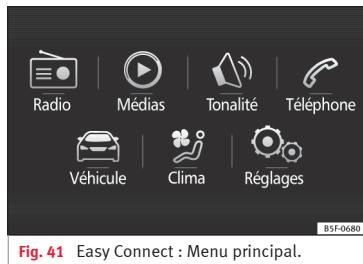 Radio Médias Tonalité Téléphone
Véhicule Clima Réglages
B5F-0680
Fig. 41 Easy Connect : Menu principal.